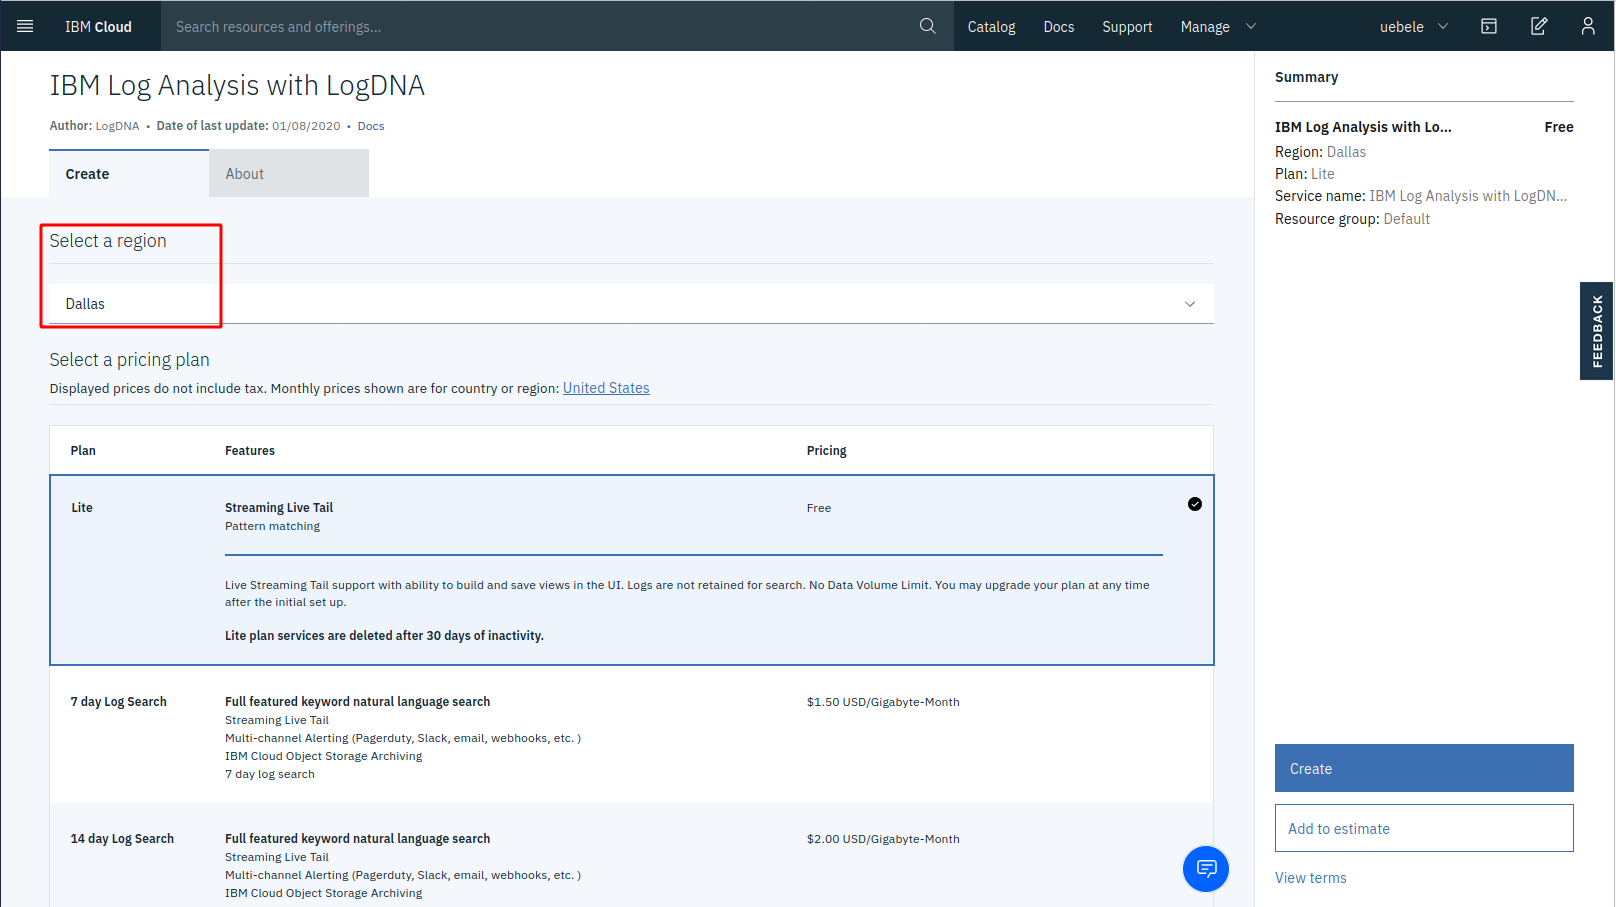 IBM Cloud
Search resources and offerings...
Catalog
Docs
Support
Manage
uebele
IBM Log Analysis with LogDNA
Author: LogDNA • Date of last update: 01/08/2020 • Docs
Create
About
Select a region
Dallas
Select a pricing plan
Displayed prices do not include tax. Monthly prices shown are for country or region: United States
Plan
Features
Pricing
Lite
Streaming Live Tail
Free
Pattern matching
Live Streaming Tail support with ability to build and save views in the UI. Logs are not retained for search. No Data Volume Limit. You may upgrade your plan at any time
after the initial set up.
Lite plan services are deleted after 30 days of inactivity.
7 day Log Search
Full featured keyword natural language search
$1.50 USD/Gigabyte-Month
Streaming Live Tail
Multi-channel Alerting (Pagerduty, Slack, email, webhooks, etc. )
IBM Cloud Object Storage Archiving
7 day log search
14 day Log Search
Full featured keyword natural language search
$2.00 USD/Gigabyte-Month
Streaming Live Tail
Multi-channel Alerting (Pagerduty, Slack, email, webhooks, etc. )
IBM Cloud Object Storage Archiving
Summary
IBM Log Analysis with Lo...
Free
Region: Dallas
Plan: Lite
Service name: IBM Log Analysis with LogDN...
Resource group: Default
FEEDBACK
Create
Add to estimate
View terms